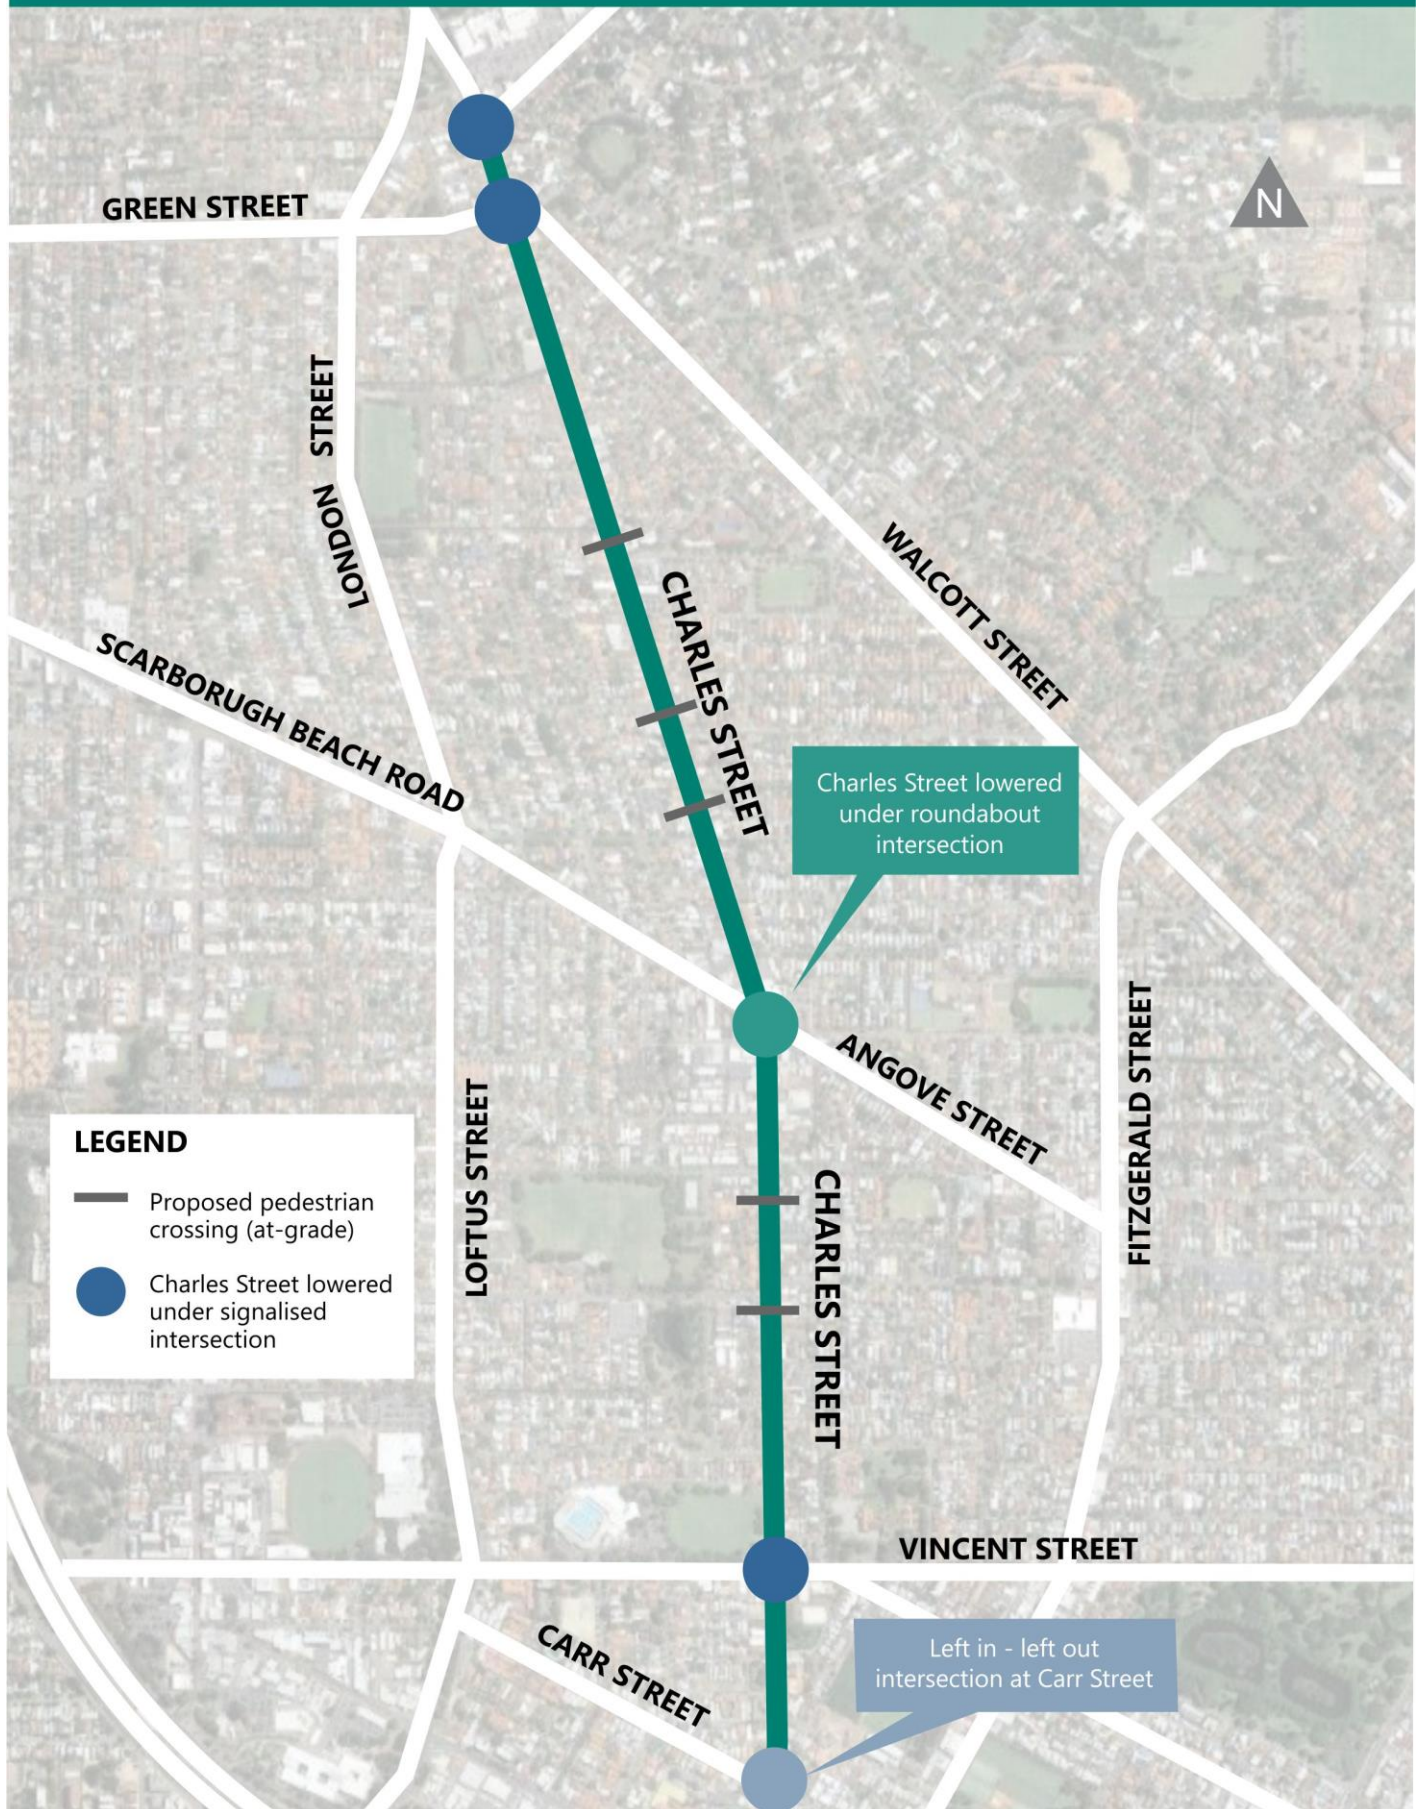 GREEN STREET
N
LONDON STREET
WALCOTT STREET
CHARLES STREET
SCARBORUGH BEACH ROAD
Charles Street lowered
under roundabout
intersection
ANGOVE STREET
FITZGERALD STREET
LOFTUS STREET
LEGEND
Proposed pedestrian
crossing (at-grade)
Charles Street lowered
under signalised
intersection
CHARLES STREET
VINCENT STREET
CARR STREET
Left in - left out
intersection at Carr Street